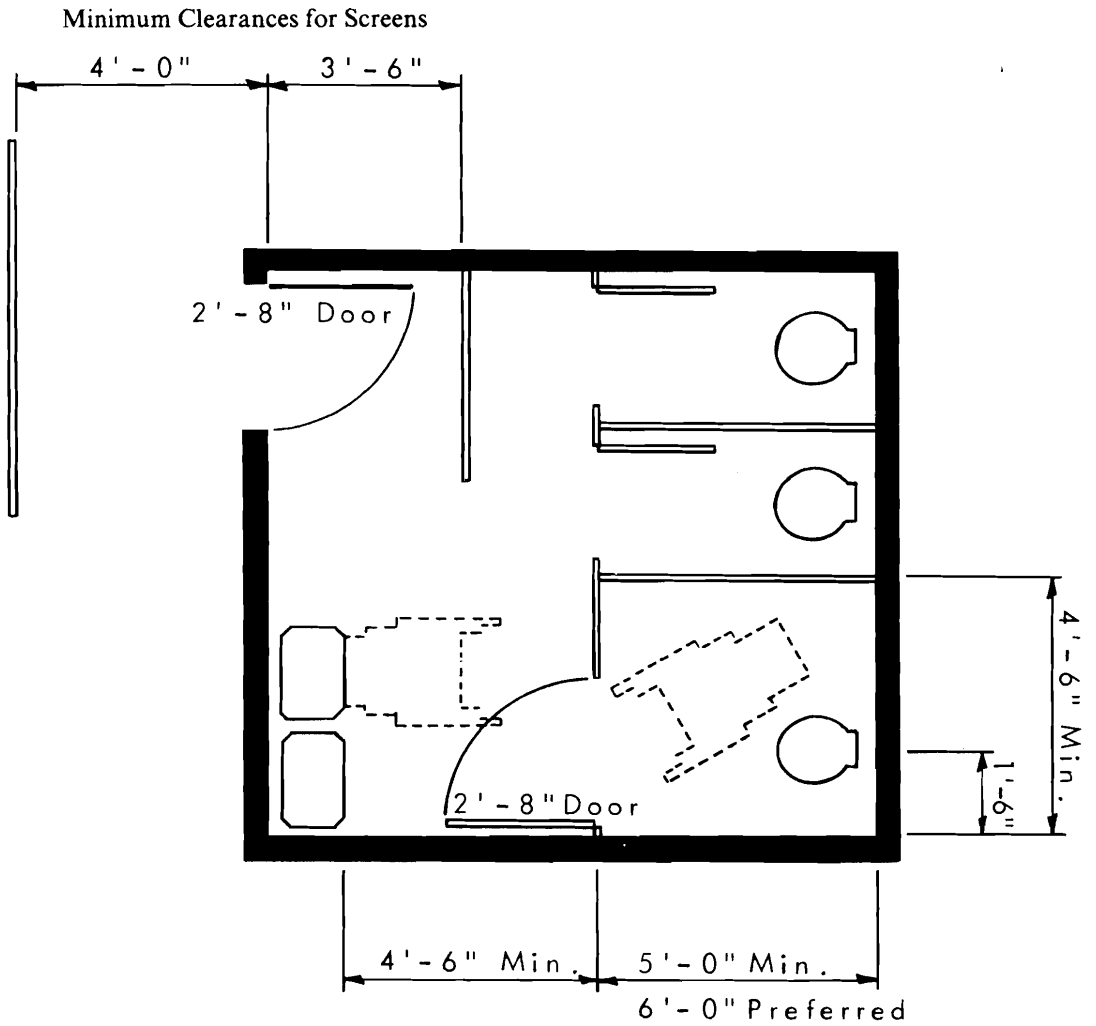 Minimum Clearances for Screens
4'-0" 3'-6"
2'-8" Door
4'-6" Min.
1'-6"
2'-8" Door
4'-6" Min. 5'-0" Min.
6'-0" Preferred